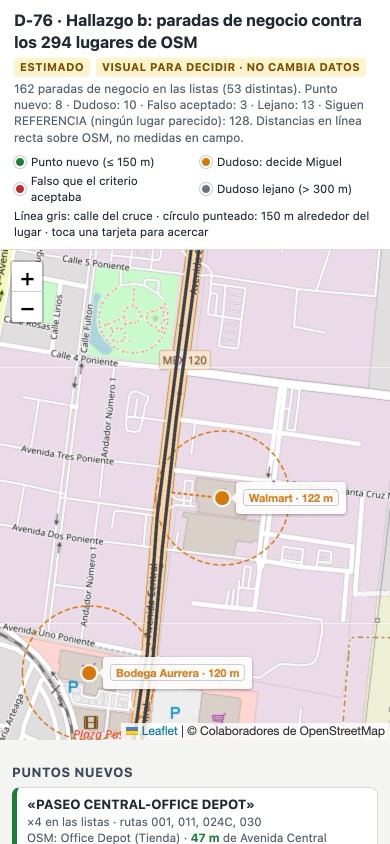 D-76 · Hallazgo b: paradas de negocio contra
los 294 lugares de OSM
ESTIMADO VISUAL PARA DECIDIR · NO CAMBIA DATOS
162 paradas de negocio en las listas (53 distintas). Punto
nuevo: 8 · Dudoso: 10 · Falso aceptado: 3 · Lejano: 13 · Siguen
REFERENCIA (ningún lugar parecido): 128. Distancias en línea
recta sobre OSM, no medidas en campo.
Punto nuevo (≤ 150 m)
Dudoso: decide Miguel
Falso que el criterio
aceptaba
Dudoso lejano (> 300 m)
Línea gris: calle del cruce · círculo punteado: 150 m alrededor del
lugar · toca una tarjeta para acercar
Calle 5 Poniente
+
−
Calle Lirios
Calle Fulton
Rosas
Calle 4 Poniente
MEX 120
Andador Número 1
Avenida Tres Poniente
Walmart · 122 m
anta Cruz
Avenida Dos Poniente
Andador Número 1
Avenida Central
Avenida Uno Poniente
Bodega Aurrera · 120 m
P
P
Arteaga
Plaza
Leaflet | © Colaboradores de OpenStreetMap
PUNTOS NUEVOS
«PASEO CENTRAL-OFFICE DEPOT»
×4 en las listas · rutas 001, 011, 024C, 030
OSM: Office Depot (Tienda) · 47 m de Avenida Central